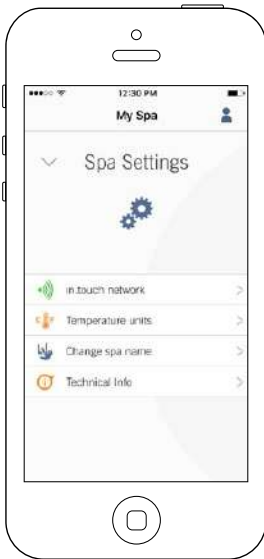 12:30 PM
My Spa
Spa Settings
in.touch network
Temperature units
Change spa name
Technical Info